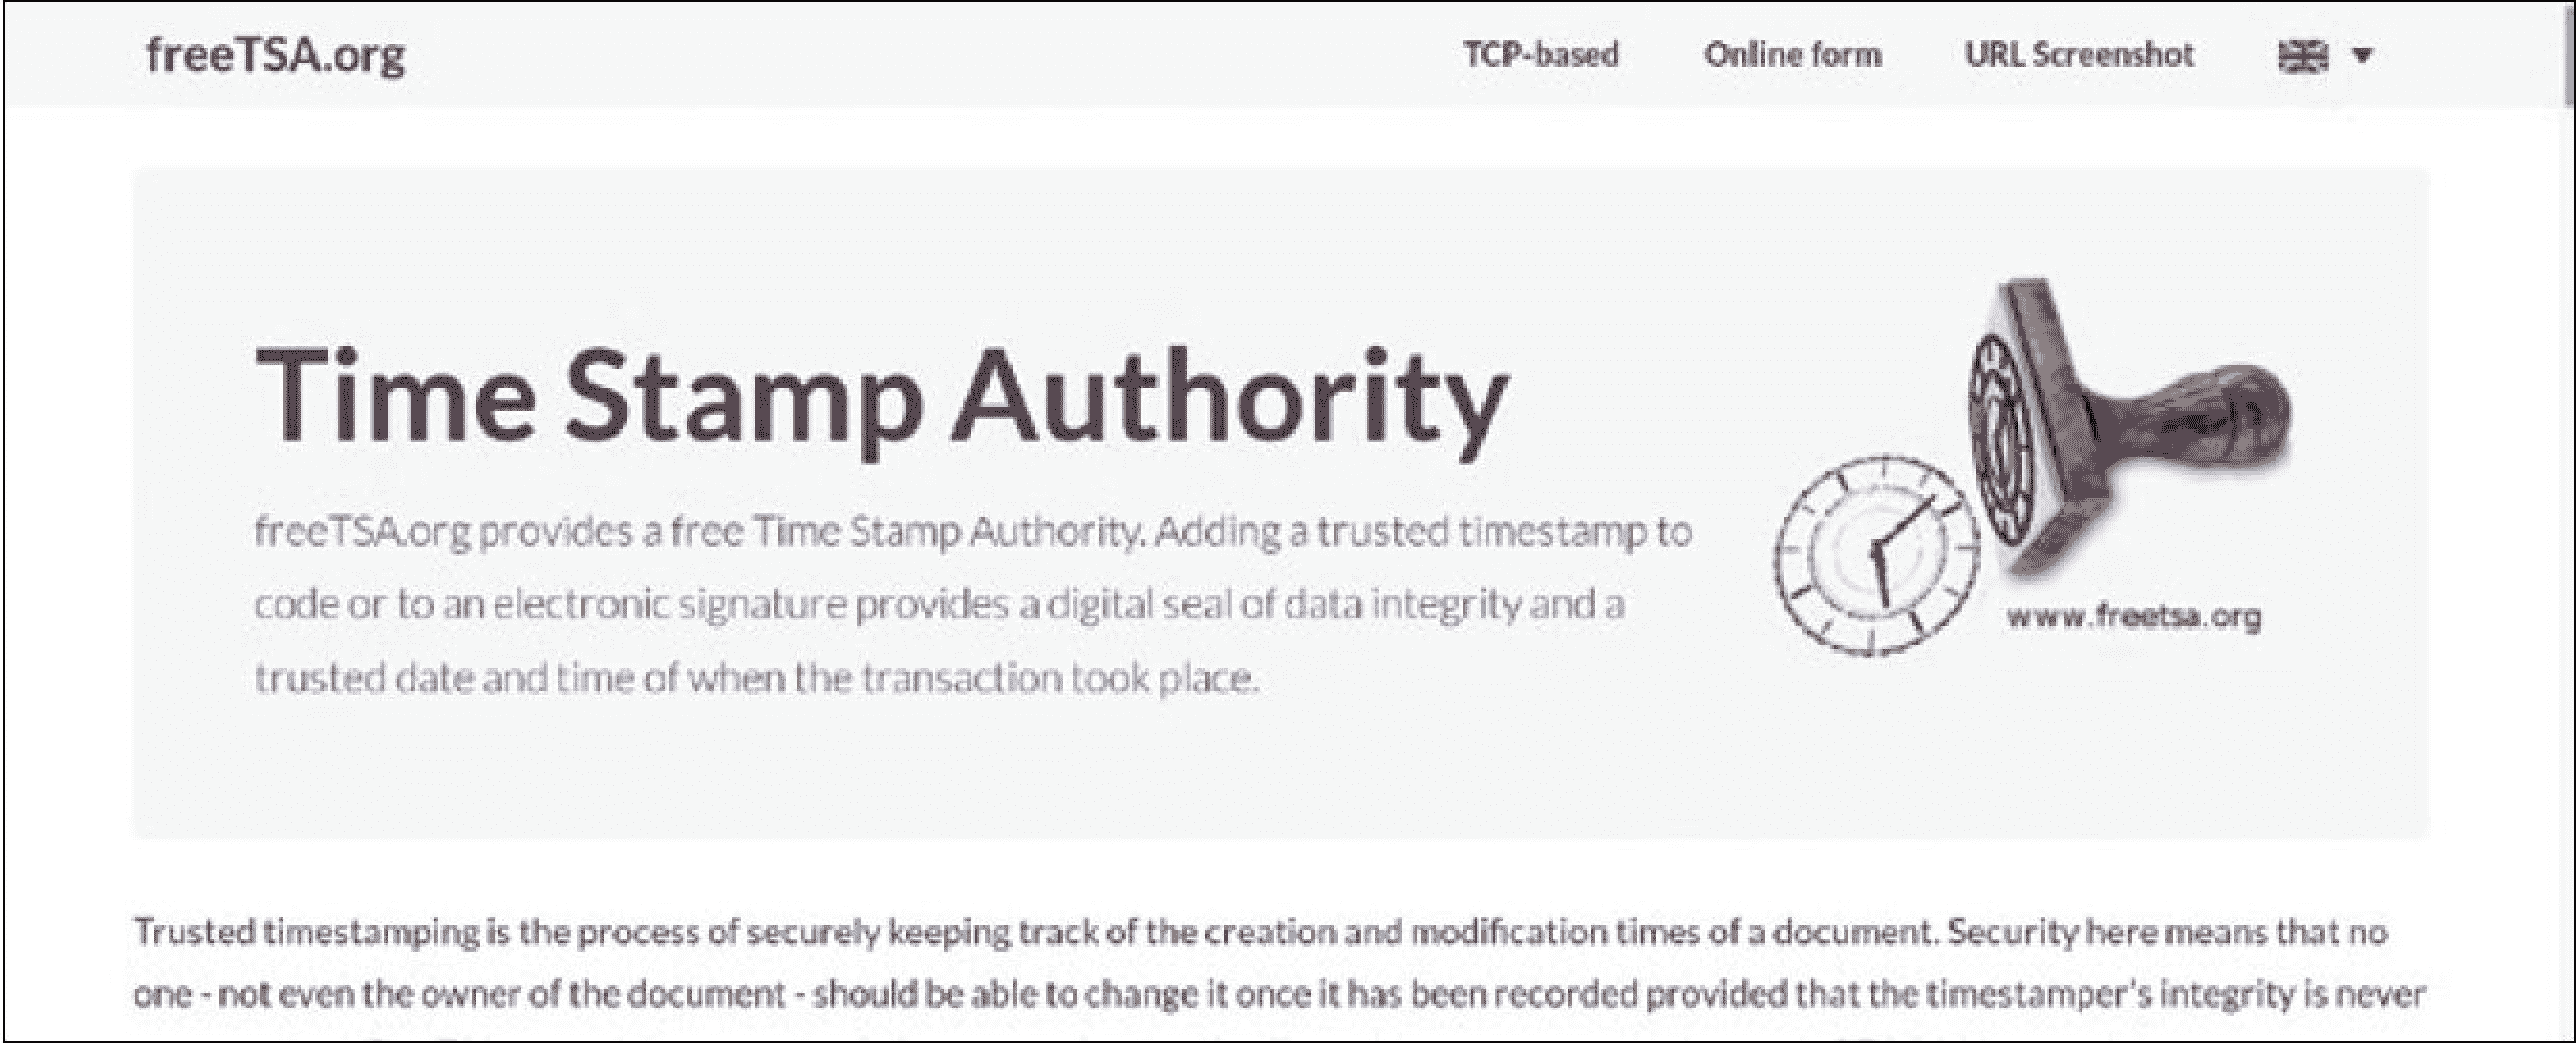 freeTSA.org
TCP-based
Online form
URL Screenshot
Time Stamp Authority
freeTSA.org provides a free Time Stamp Authority. Adding a trusted timestamp to
code or to an electronic signature provides a digital seal of data integrity and a
trusted date and time of when the transaction took place.
www.freetsa.org
Trusted timestamping is the process of securely keeping track of the creation and modification times of a document. Security here means that no
one - not even the owner of the document - should be able to change it once it has been recorded provided that the timestamper's integrity is never